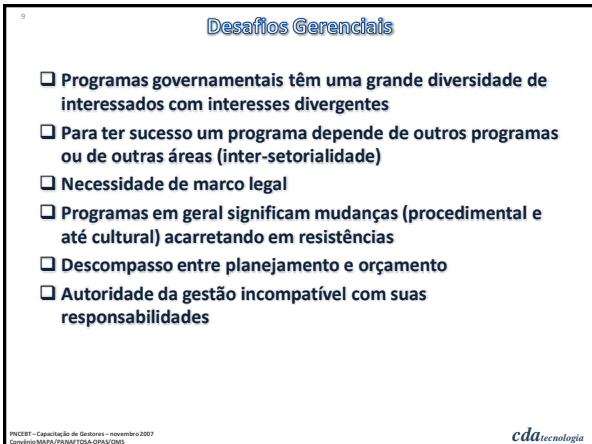 9
Desafios Gerenciais
Programas governamentais têm uma grande diversidade de
interessados com interesses divergentes
Para ter sucesso um programa depende de outros programas
ou de outras áreas (inter-setorialidade)
Necessidade de marco legal
Programas em geral significam mudanças (procedimental e
até cultural) acarretando em resistências
Descompasso entre planejamento e orçamento
Autoridade da gestão incompatível com suas
responsabilidades
PNCEBT – Capacitação de Gestores – novembro 2007
Convênio MAPA/PANAFTOSA-OPAS/OMS
cda tecnologia